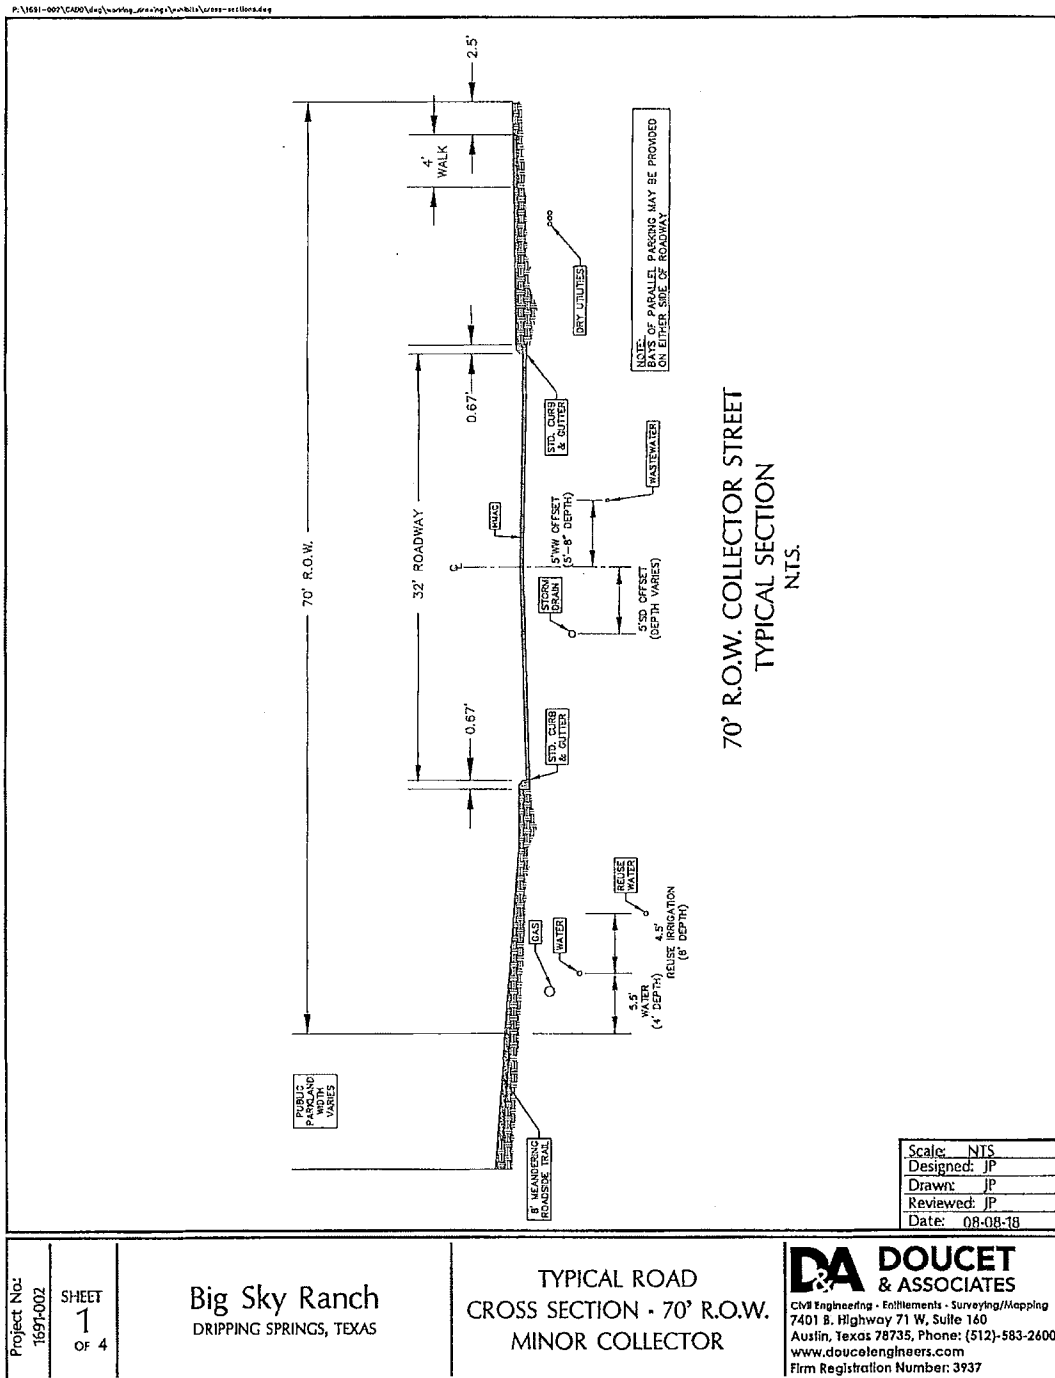 P:\1691-002\CADD\dwg\working_drawings\exhibits\cross-sections.dwg
2.5'
4'
WALK
70' R.O.W.
0.67'
32' ROADWAY
0.67'
NOTE:
BAYS OF PARALLEL PARKING MAY BE PROVIDED
ON EITHER SIDE OF ROADWAY
DRY UTILITIES
STD. CURB
& GUTTER
WASTEWATER
HMAC
5'WW OFFSET
(5'-8' DEPTH)
℄
STORM
DRAIN
5'SD OFFSET
(DEPTH VARIES)
STD. CURB
& GUTTER
REUSE
WATER
GAS
WATER
4.5'
REUSE IRRIGATION
(6' DEPTH)
5.5'
WATER
(4' DEPTH)
PUBLIC
PARKLAND
WIDTH
VARIES
8' MEANDERING
ROADSIDE TRAIL
70' R.O.W. COLLECTOR STREET
TYPICAL SECTION
N.T.S.
Scale: NTS
Designed: JP
Drawn: JP
Reviewed: JP
Date: 08-08-18
Project No.:
1691-002
SHEET
1
OF 4
Big Sky Ranch
DRIPPING SPRINGS, TEXAS
TYPICAL ROAD
CROSS SECTION - 70' R.O.W.
MINOR COLLECTOR
D&A DOUCET
& ASSOCIATES
Civil Engineering - Entitlements - Surveying/Mapping
7401 B. Highway 71 W, Suite 160
Austin, Texas 78735, Phone: (512)-583-2600
www.doucetengineers.com
Firm Registration Number: 3937